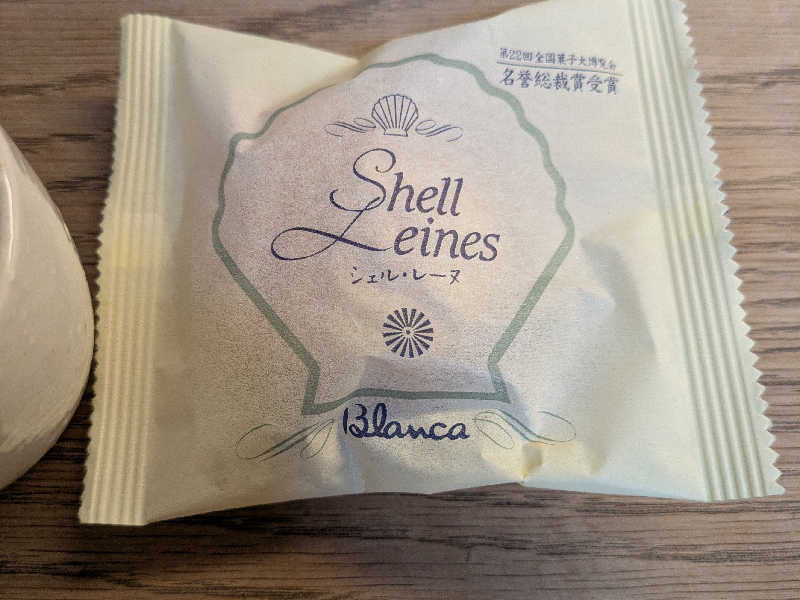 第22回全国菓子大博覧会
名誉総裁賞受賞
Shell
Leines
シェル・レーヌ
Blanca